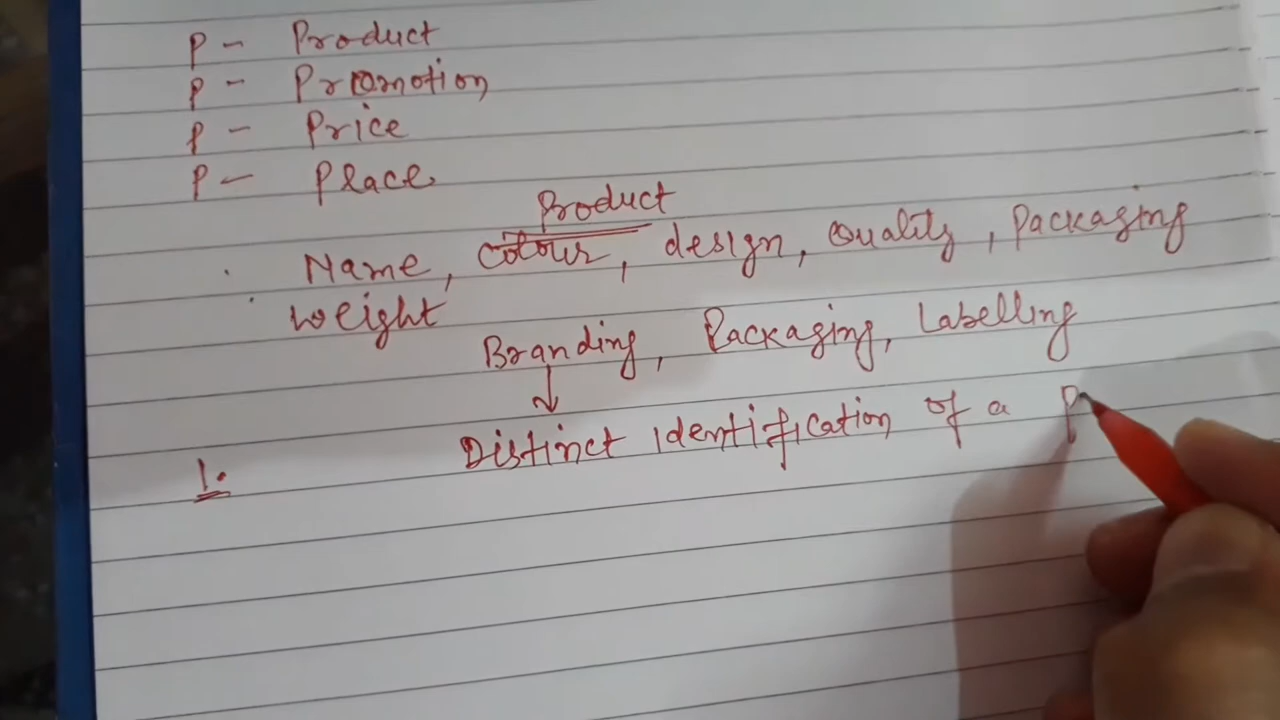 P - Product
P - Promotion
P - Price
P - Place
Product
Name, colour, design, Quality, Packaging
weight
Branding, Packaging, Labelling
↓
Distinct Identification of a P
1.